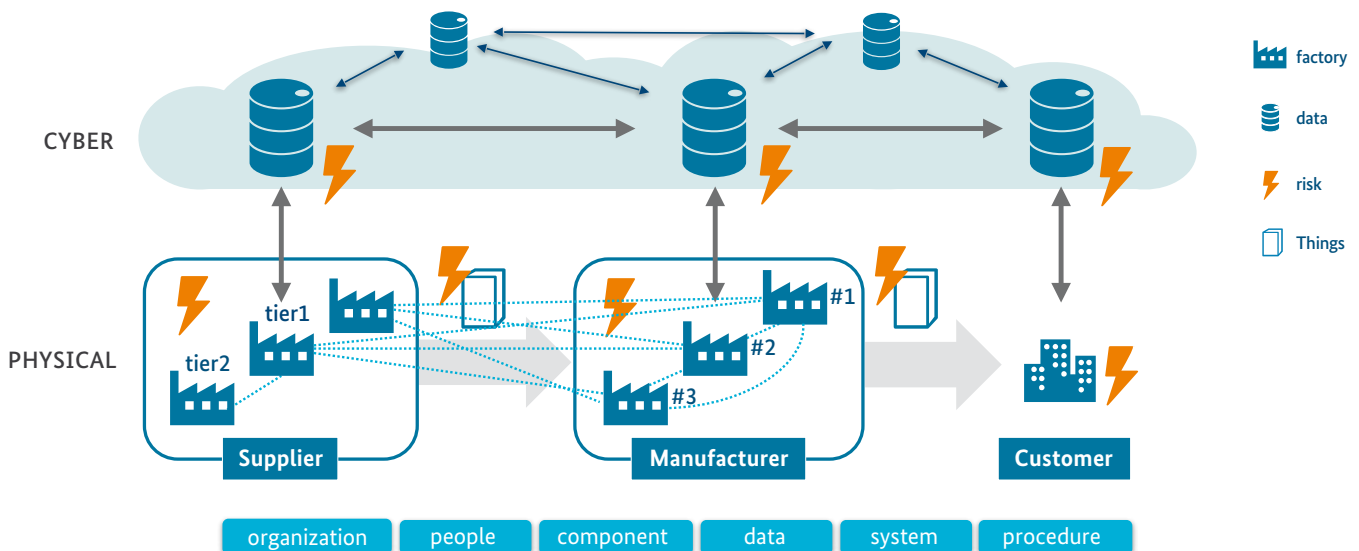 factory
data
CYBER
risk
Things
tier1
#1
#2
PHYSICAL
tier2
#3
Supplier
Manufacturer
Customer
organization
people
component
data
system
procedure